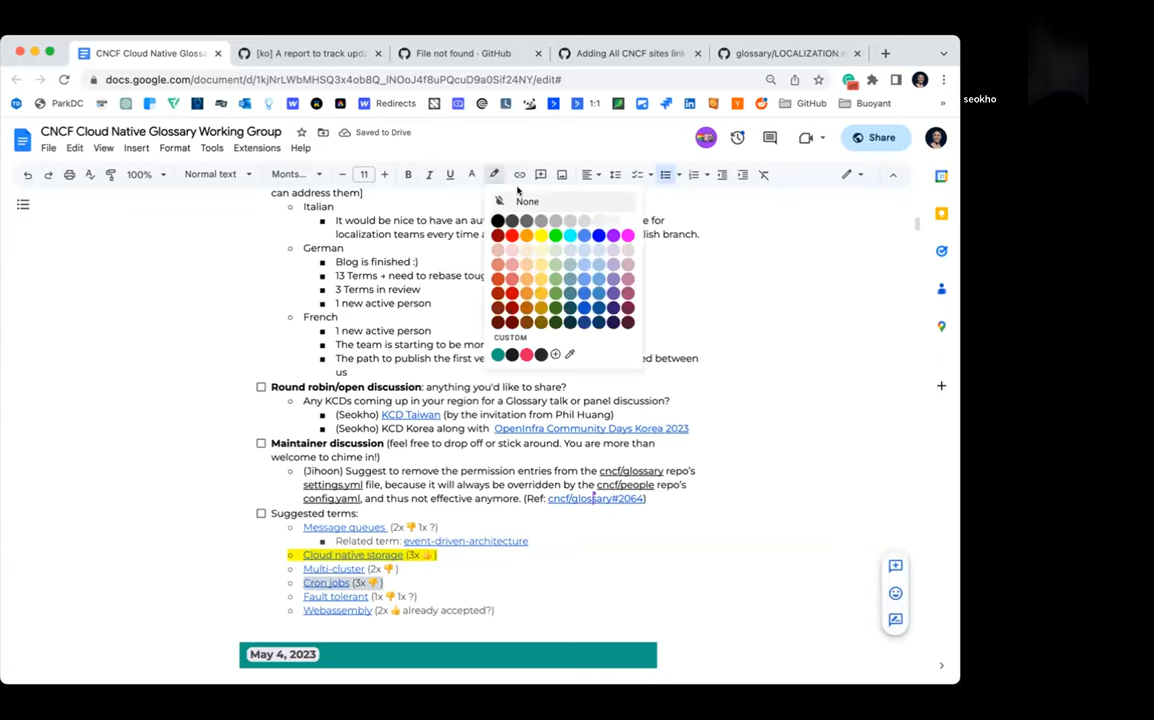 CNCF Cloud Native Glossa
[ko] A report to track upda
File not found · GitHub
Adding All CNCF sites link
glossary/LOCALIZATION.m
docs.google.com/document/d/1kjNrLWbMHSQ3x4ob8Q_INOoJ4f8uPQcuD9a0Sif24NY/edit#
ParkDC
Redirects
1:1
GitHub
Buoyant
»
seokho
CNCF Cloud Native Glossary Working Group
Saved to Drive
File Edit View Insert Format Tools Extensions Help
Share
100% Normal text Monts... 11 B I U A
can address them]
None
Italian
It would be nice to have an au
e for
localization teams every time
lish branch.
German
Blog is finished :)
13 Terms → need to rebase toug
3 Terms in review
1 new active person
French
1 new active person
The team is starting to be mor
The path to publish the first ve
ed between
us
CUSTOM
Round robin/open discussion: anything you'd like to share?
Any KCDs coming up in your region for a Glossary talk or panel discussion?
(Seokho) KCD Taiwan (by the invitation from Phil Huang)
(Seokho) KCD Korea along with OpenInfra Community Days Korea 2023
Maintainer discussion (feel free to drop off or stick around. You are more
than welcome to chime in!)
(Jihoon) Suggest to remove the permission entries from the cncf/glossary repo's
settings.yml file, because it will always be overridden by the cncf/people repo's
config.yaml, and thus not effective anymore. (Ref: cncf/glossary#2064)
Suggested terms:
Message queues (2x 👎 1x ?)
Related term: event-driven-architecture
Cloud native storage (3x 👍)
Multi-cluster (2x 👎)
Cron jobs (3x 👎)
Fault tolerant (1x 👎 1x ?)
Webassembly (2x 👍 already accepted?)
May 4, 2023